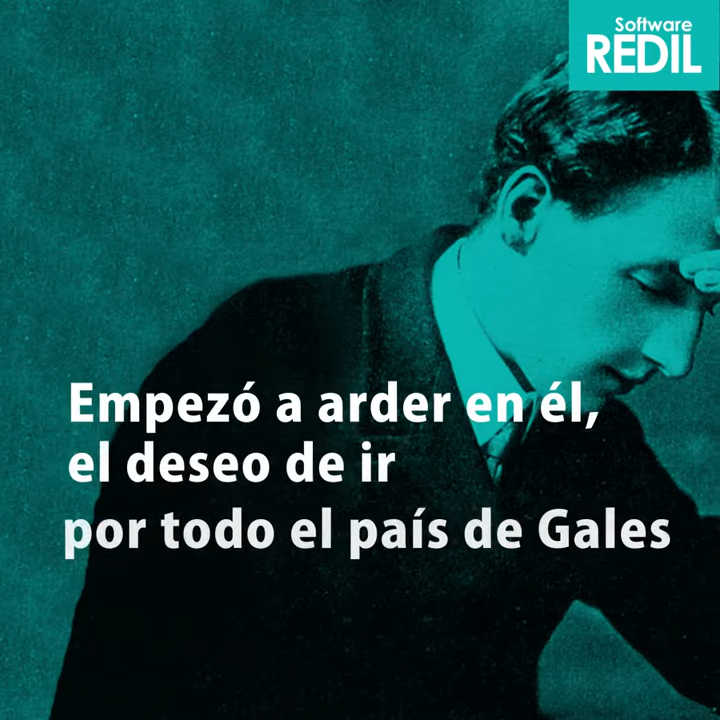 Software
REDIL
Empezó a arder en él,
el deseo de ir
por todo el país de Gales